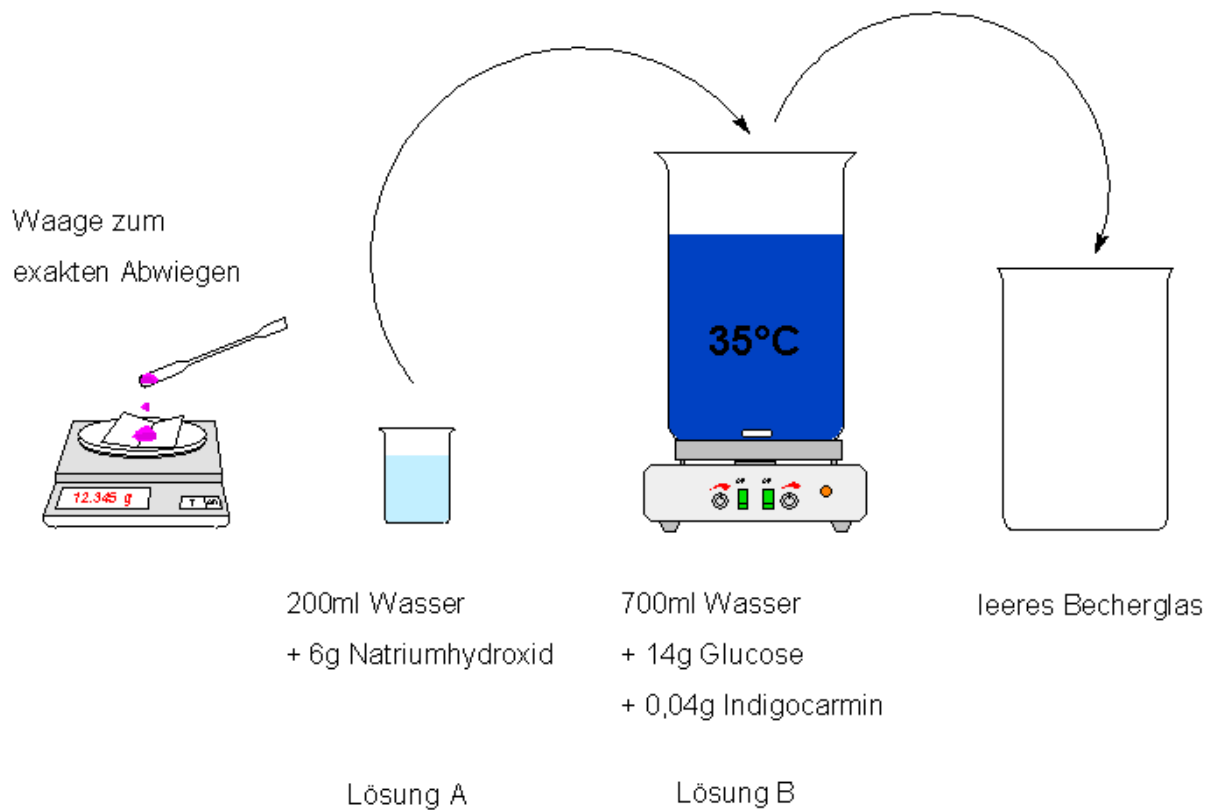 Waage zum
exakten Abwiegen
35°C
12.345 g
200ml Wasser
+ 6g Natriumhydroxid
700ml Wasser
+ 14g Glucose
+ 0,04g Indigocarmin
leeres Becherglas
Lösung A
Lösung B